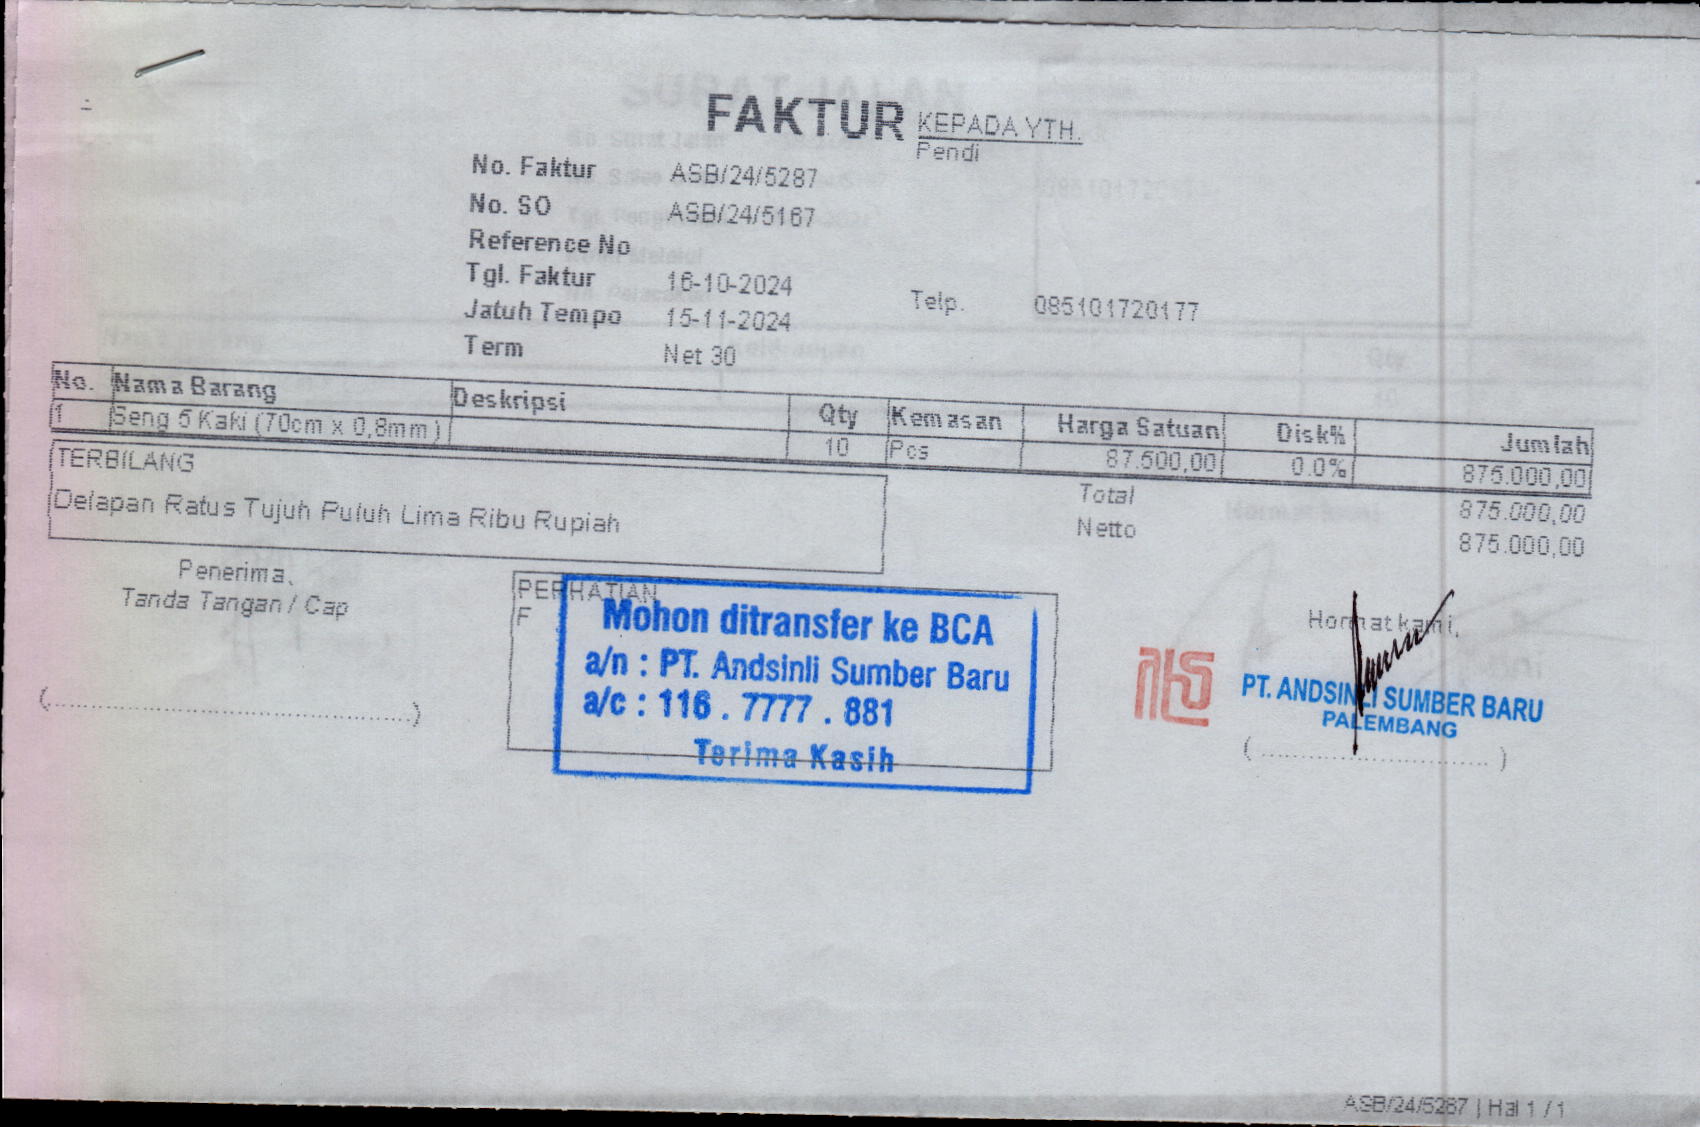 FAKTUR
KEPADA YTH.
Pendi
No. Faktur ASB/24/5287
No. SO ASB/24/5167
Reference No
Tgl. Faktur 16-10-2024
Jatuh Tempo 15-11-2024
Telp. 085101720177
Term Net 30
No. Nama Barang Deskripsi Qty Kemasan Harga Satuan Disk% Jumlah
1 Seng 5 Kaki (70cm x 0,8mm) 10 Pcs 87.500,00 0.0% 875.000,00
TERBILANG
Delapan Ratus Tujuh Puluh Lima Ribu Rupiah
Total 875.000,00
Netto 875.000,00
Penerima,
Tanda Tangan / Cap
(........................................)
PERHATIAN
F
Mohon ditransfer ke BCA
a/n : PT. Andsinli Sumber Baru
a/c : 116 . 7777 . 881
Terima Kasih
Hormat kami,
PT. ANDSINLI SUMBER BARU
PALEMBANG
(............................)
ASB/24/5287 | Hal 1 / 1